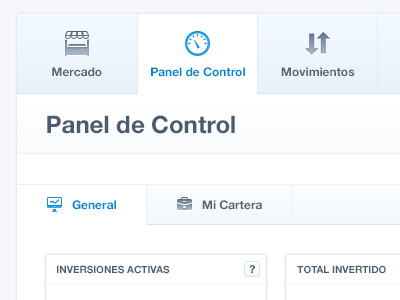 Mercado
Panel de Control
Movimientos
Panel de Control
General
Mi Cartera
INVERSIONES ACTIVAS ?
TOTAL INVERTIDO